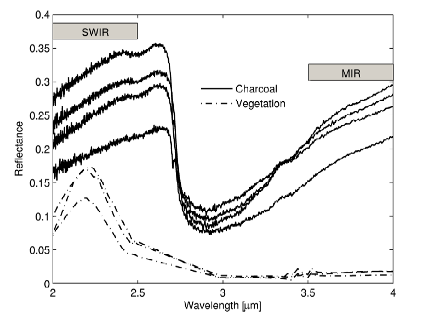 0.4
SWIR
0.35
MIR
0.3
Charcoal
Vegetation
0.25
Reflectance
0.2
0.15
0.1
0.05
0
2 2.5 3 3.5 4
Wavelength [μm]